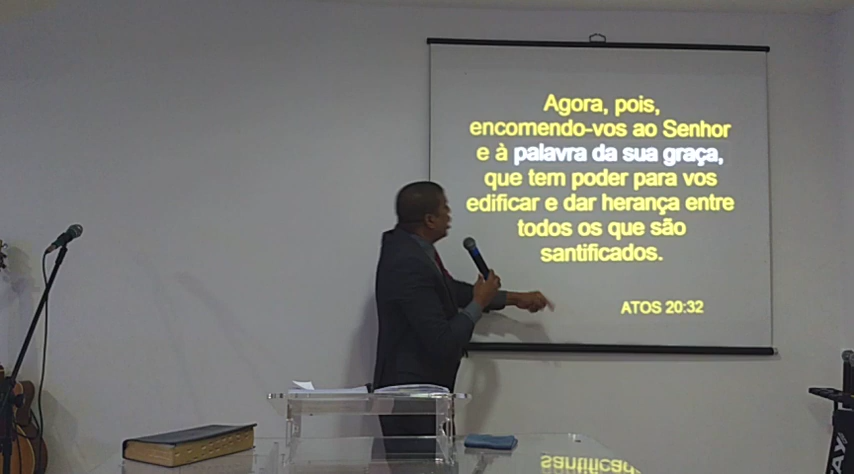 Agora, pois,
encomendo-vos ao Senhor
e à palavra da sua graça,
que tem poder para vos
edificar e dar herança entre
todos os que são
santificados.
ATOS 20:32
santificad